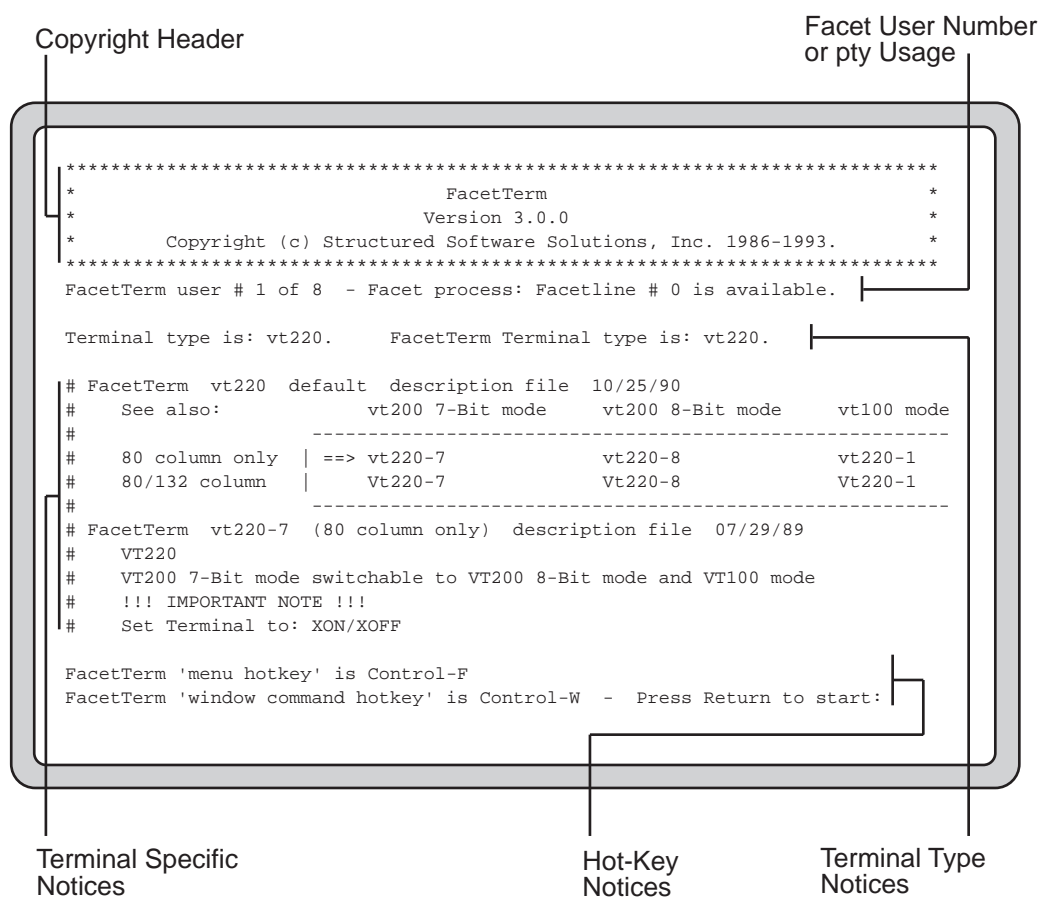 Copyright Header
Facet User Number
or pty Usage
******************************************************************************
*                                 FacetTerm                                  *
*                               Version 3.0.0                                *
*        Copyright (c) Structured Software Solutions, Inc. 1986-1993.        *
******************************************************************************
FacetTerm user # 1 of 8  - Facet process: Facetline # 0 is available.
Terminal type is: vt220.     FacetTerm Terminal type is: vt220.
# FacetTerm  vt220  default  description file  10/25/90
#    See also:             vt200 7-Bit mode     vt200 8-Bit mode     vt100 mode
#                     ---------------------------------------------------------
#    80 column only  | ==> vt220-7              vt220-8              vt220-1
#    80/132 column   |     Vt220-7              Vt220-8              Vt220-1
#                     ---------------------------------------------------------
# FacetTerm  vt220-7  (80 column only)  description file  07/29/89
#    VT220
#    VT200 7-Bit mode switchable to VT200 8-Bit mode and VT100 mode
#    !!! IMPORTANT NOTE !!!
#    Set Terminal to: XON/XOFF
FacetTerm 'menu hotkey' is Control-F
FacetTerm 'window command hotkey' is Control-W  -  Press Return to start:
Terminal Specific
Notices
Hot-Key
Notices
Terminal Type
Notices